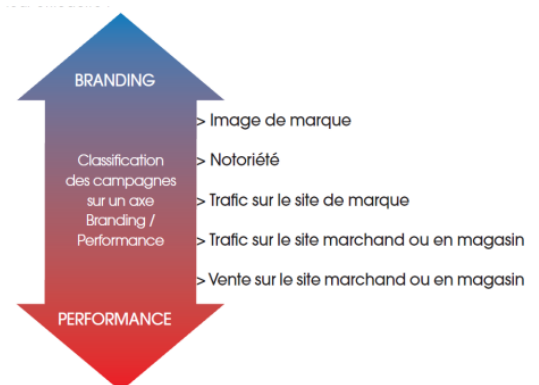 BRANDING
> Image de marque
> Notoriété
Classification
des campagnes
sur un axe
Branding /
Performance
> Trafic sur le site de marque
> Trafic sur le site marchand ou en magasin
> Vente sur le site marchand ou en magasin
PERFORMANCE